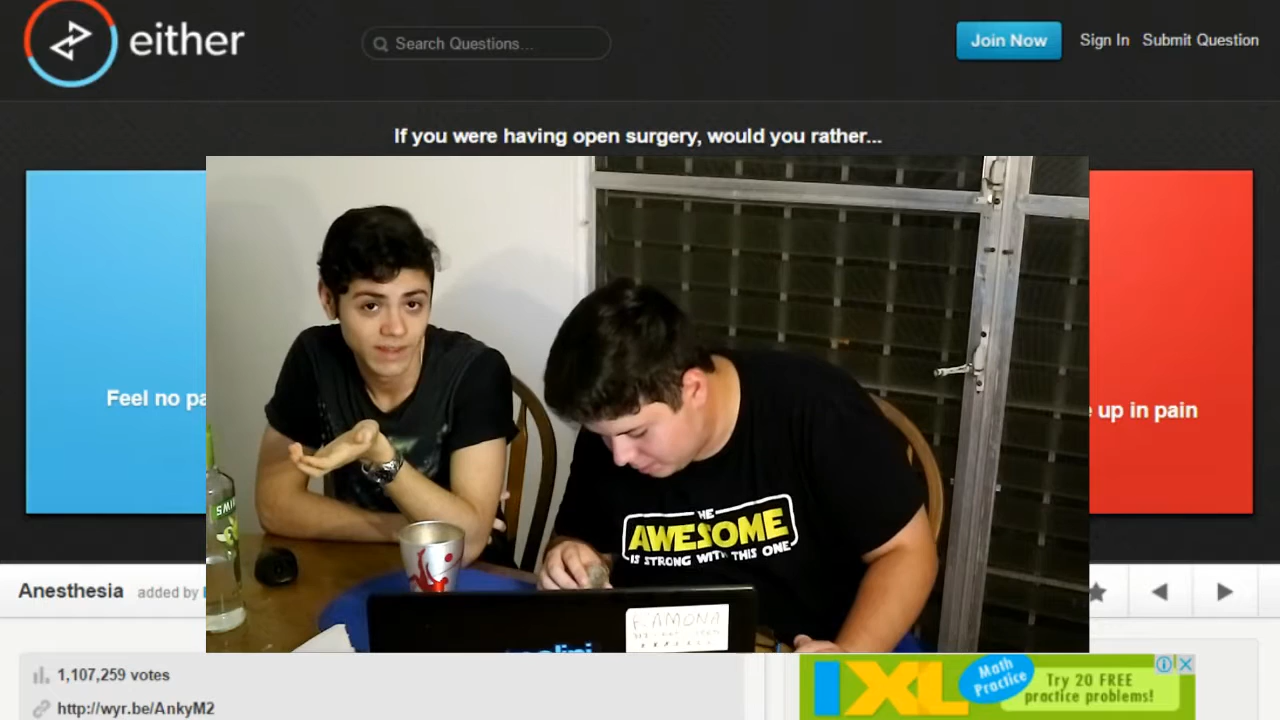 either
Search Questions...
Join Now
Sign In
Submit Question
If you were having open surgery, would you rather...
Feel no pa
up in pain
THE
AWESOME
IS STRONG WITH THIS ONE
Anesthesia added by
1,107,259 votes
http://wyr.be/AnkyM2
IXL
Math
Practice
Try 20 FREE
practice problems!